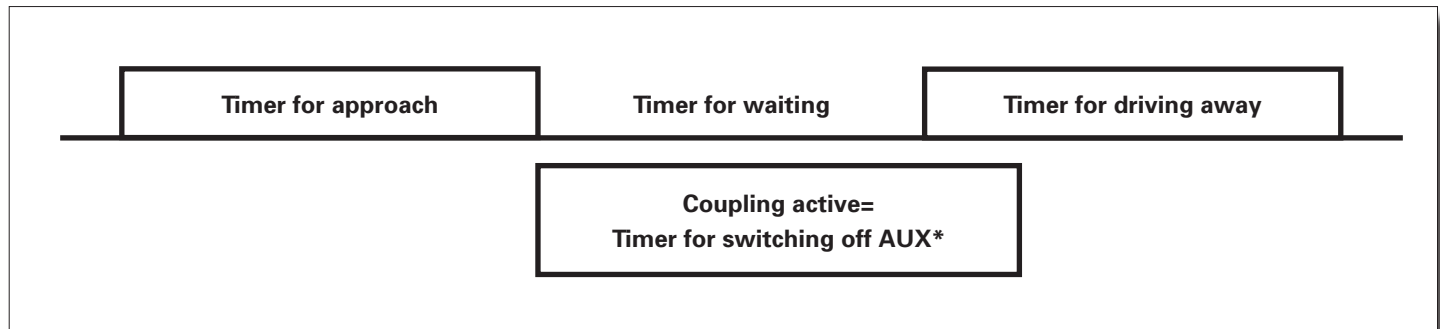 Timer for approach
Timer for waiting
Timer for driving away
Coupling active=
Timer for switching off AUX*